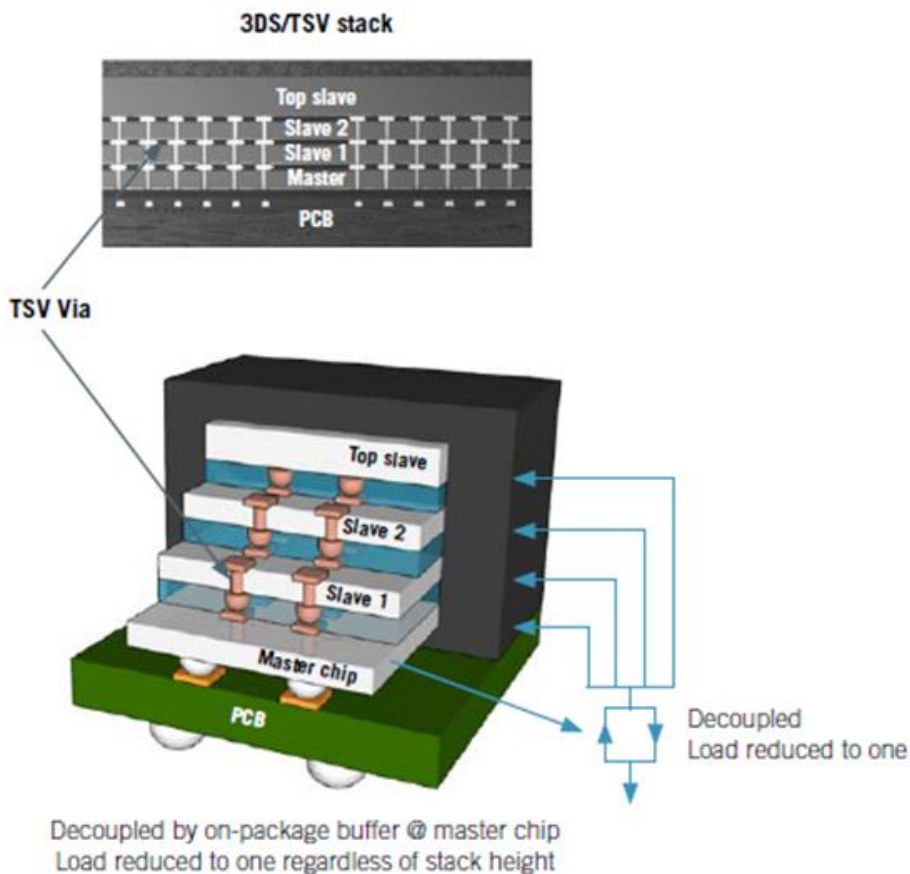 3DS/TSV stack
Top slave
Slave 2
Slave 1
Master
PCB
TSV Via
Top slave
Slave 2
Slave 1
Master chip
PCB
Decoupled
Load reduced to one
Decoupled by on-package buffer @ master chip
Load reduced to one regardless of stack height